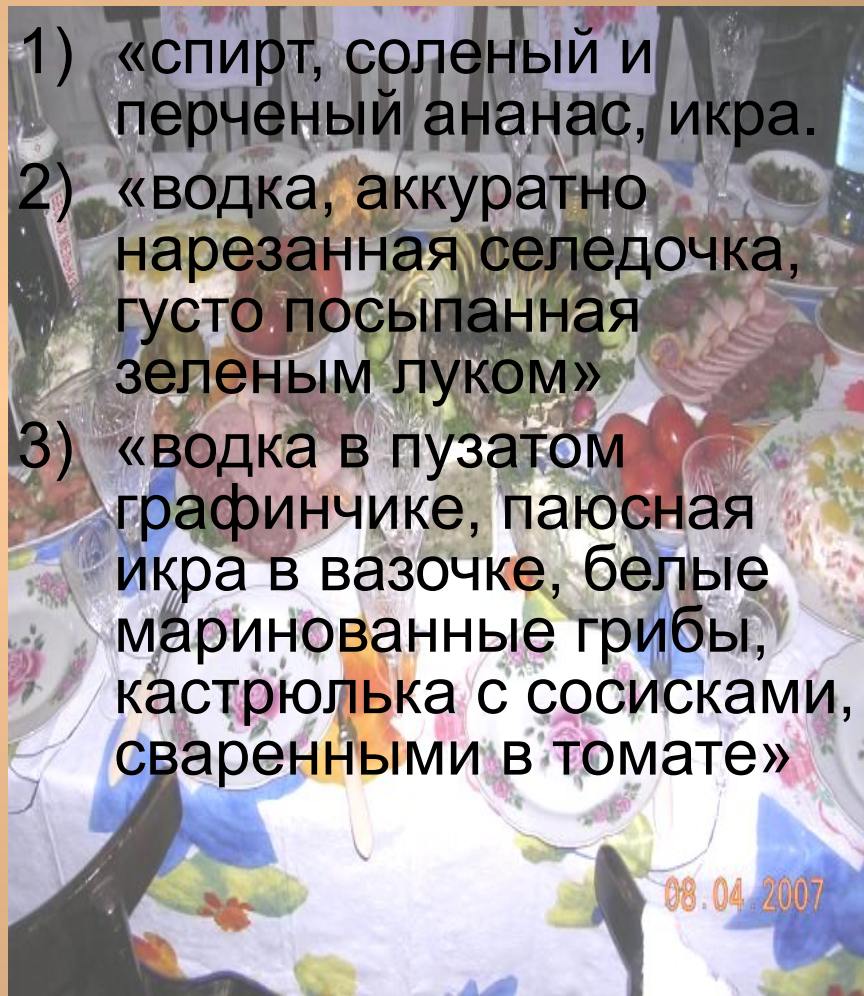 1) «спирт, соленый и
перченый ананас, икра.
2) «водка, аккуратно
нарезанная селедочка,
густо посыпанная
зеленым луком»
3) «водка в пузатом
графинчике, паюсная
икра в вазочке, белые
маринованные грибы,
кастрюлька с сосисками,
сваренными в томате»
08.04.2007